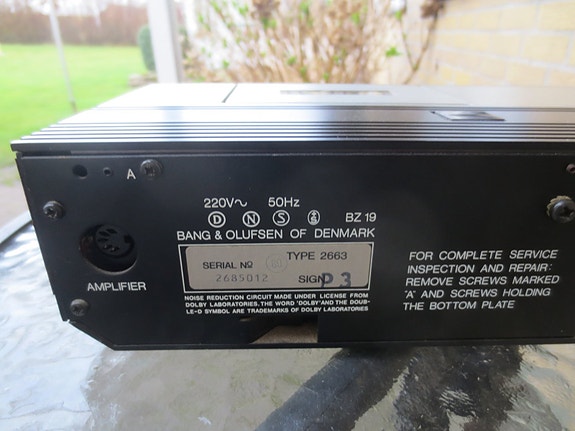 A
220V~ 50Hz
D N S BZ 19
BANG & OLUFSEN OF DENMARK
TYPE 2663
SERIAL Nº
2685012 SIGN P 3
NOISE REDUCTION CIRCUIT MADE UNDER LICENSE FROM
DOLBY LABORATORIES. THE WORD 'DOLBY' AND THE DOUB-
LE-D SYMBOL ARE TRADEMARKS OF DOLBY LABORATORIES
AMPLIFIER
FOR COMPLETE SERVICE
INSPECTION AND REPAIR:
REMOVE SCREWS MARKED
'A' AND SCREWS HOLDING
THE BOTTOM PLATE